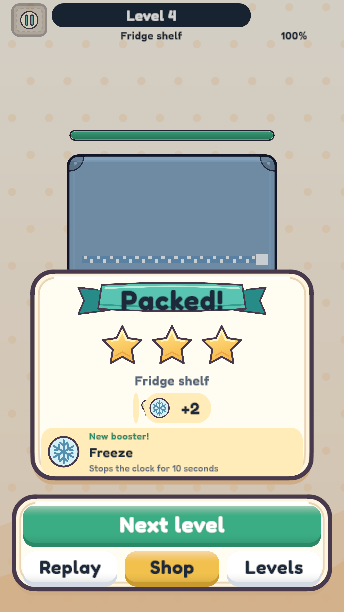 Level 4
Fridge shelf 100%
Packed!
Fridge shelf
+2
New booster!
Freeze
Stops the clock for 10 seconds
Next level
Replay Shop Levels